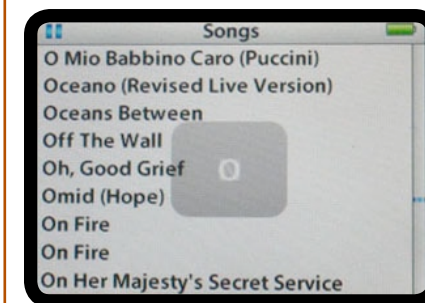 Songs
O Mio Babbino Caro (Puccini)
Oceano (Revised Live Version)
Oceans Between
Off The Wall
Oh, Good Grief
O
Omid (Hope)
On Fire
On Fire
On Her Majesty's Secret Service